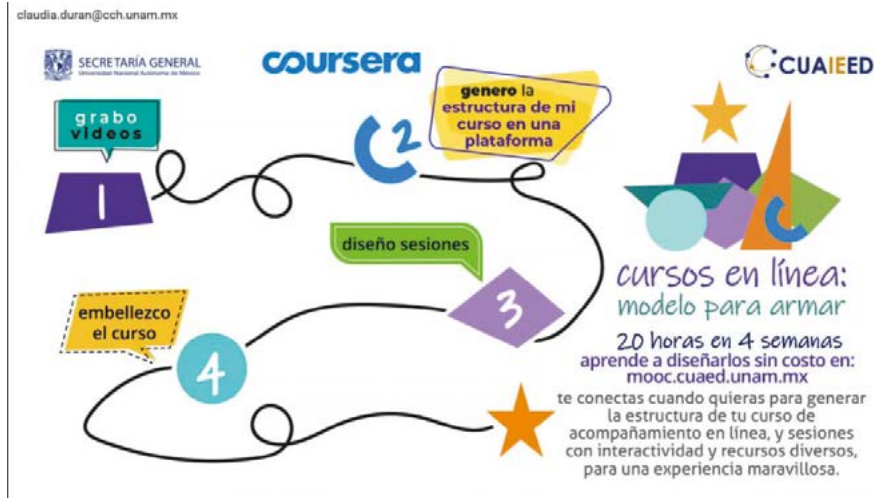 claudia.duran@cch.unam.mx
SECRETARÍA GENERAL
Universidad Nacional Autónoma de México
coursera
CUAIEED
grabo
videos
1
2
genero la
estructura de mi
curso en una
plataforma
diseño sesiones
3
embellezco
el curso
4
cursos en línea:
modelo para armar
20 horas en 4 semanas
aprende a diseñarlos sin costo en:
mooc.cuaed.unam.mx
te conectas cuando quieras para generar
la estructura de tu curso de
acompañamiento en línea, y sesiones
con interactividad y recursos diversos,
para una experiencia maravillosa.